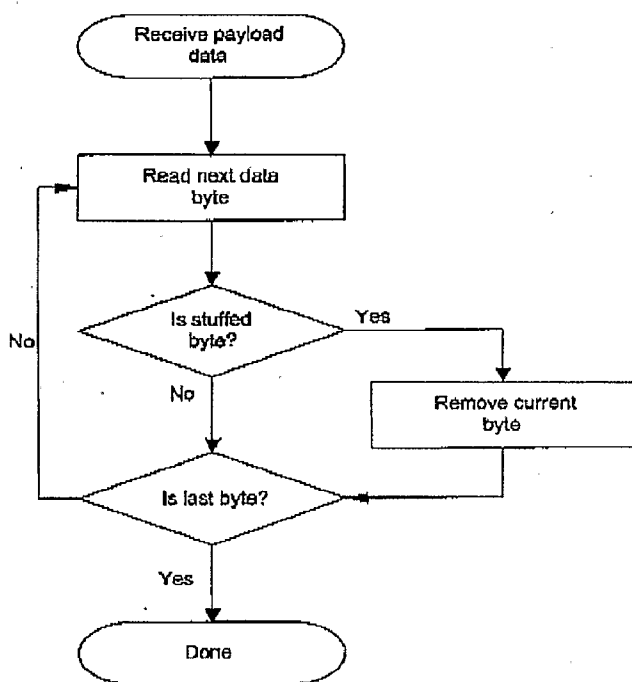 Receive payload
data
Read next data
byte
Is stuffed
byte?
Yes
No
No
Remove current
byte
Is last byte?
Yes
Done